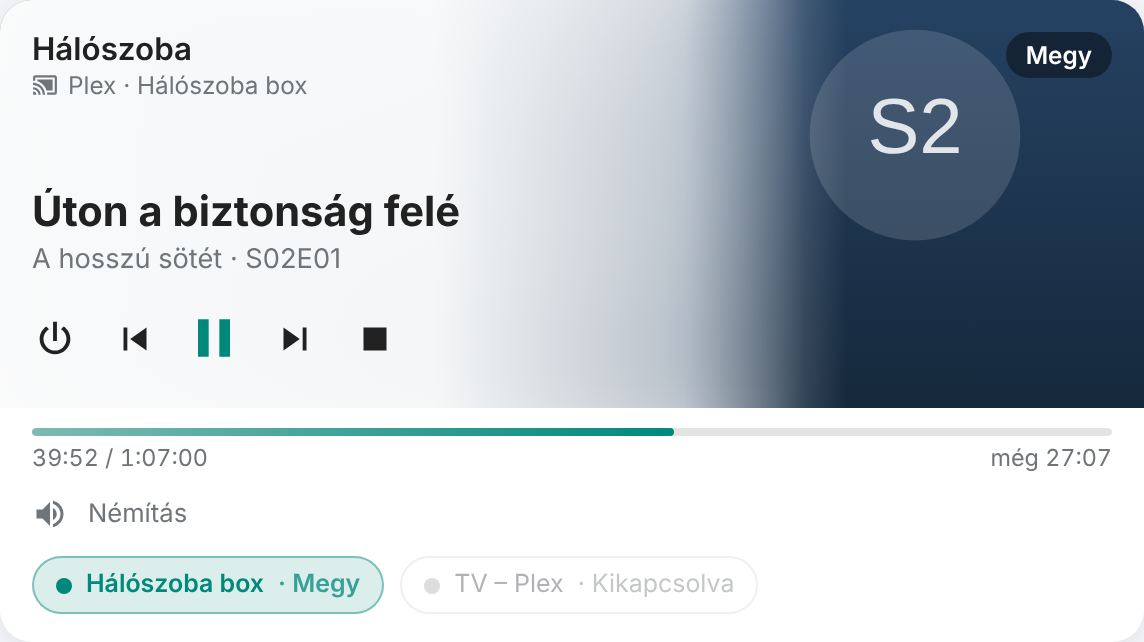 Hálószoba
Plex · Hálószoba box
Megy
S2
Úton a biztonság felé
A hosszú sötét · S02E01
39:52 / 1:07:00
még 27:07
Némítás
Hálószoba box · Megy
TV – Plex · Kikapcsolva